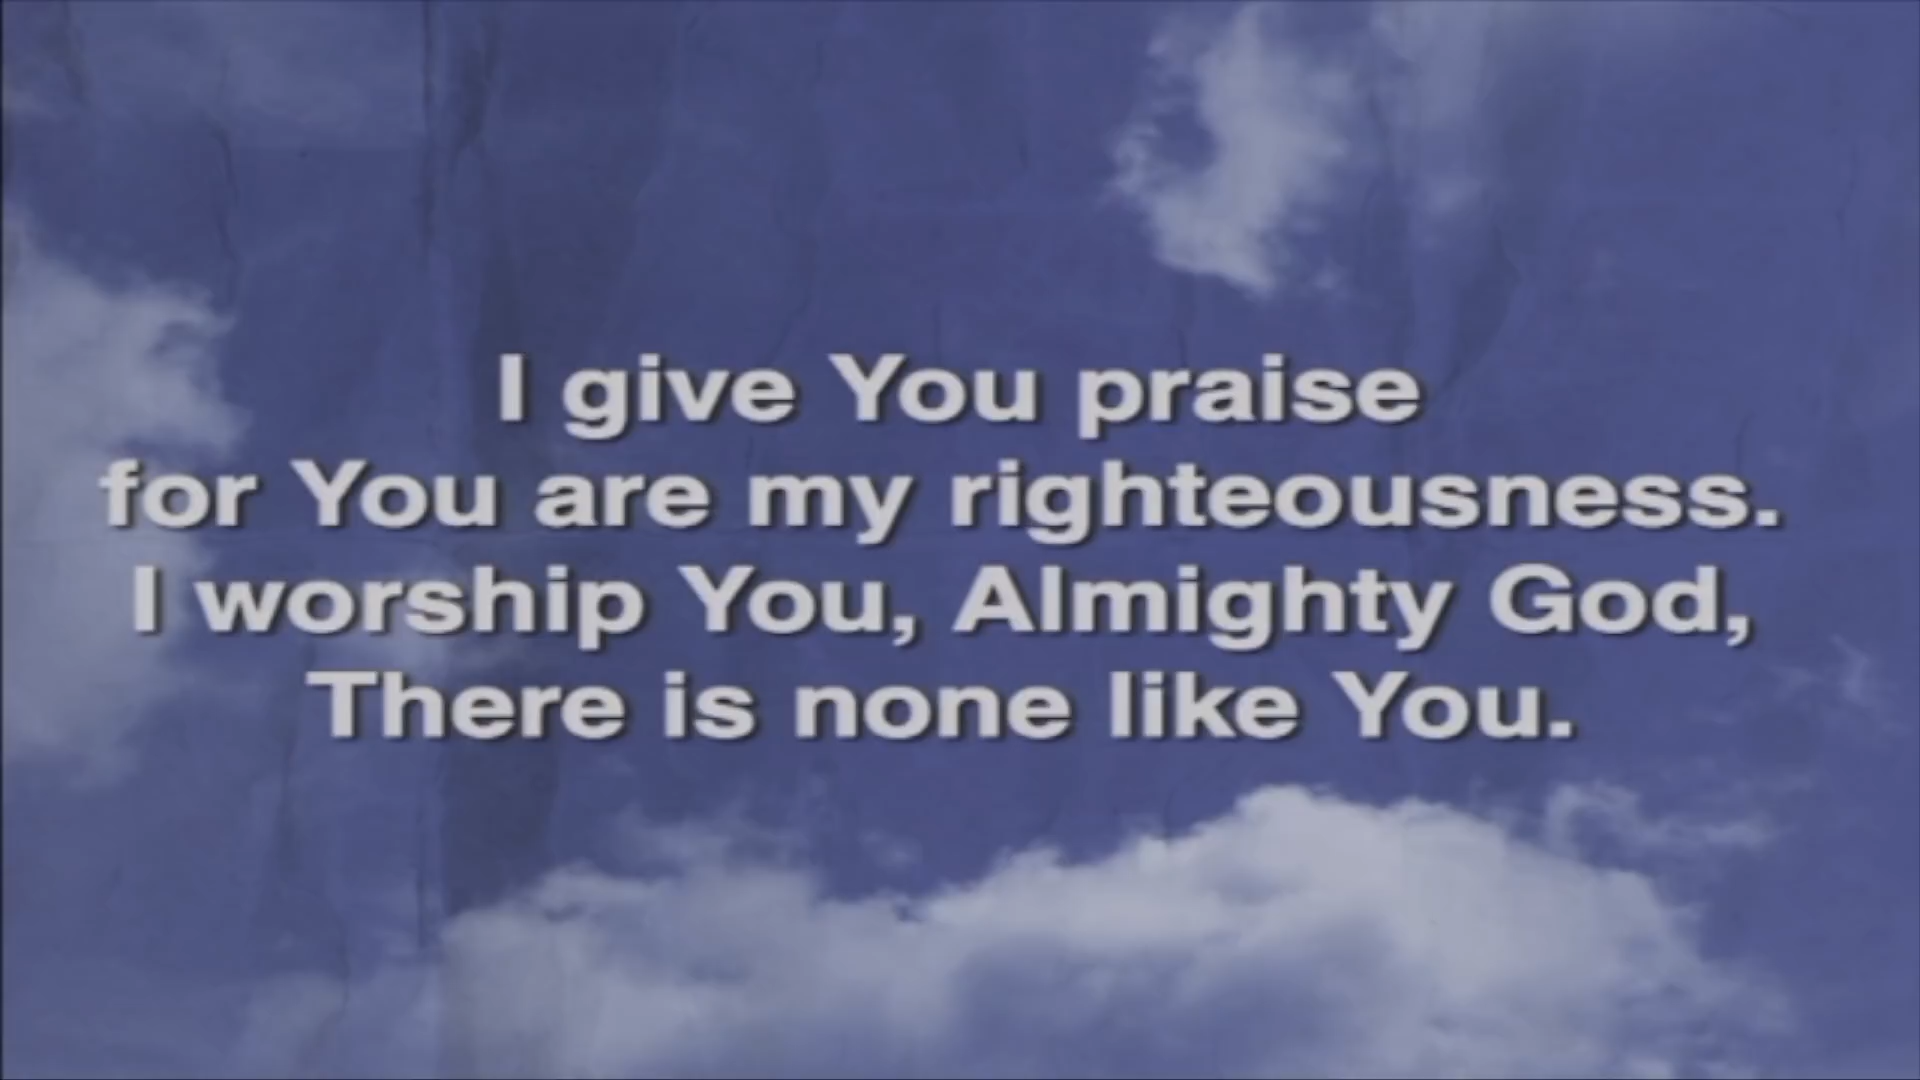 I give You praise
for You are my righteousness.
I worship You, Almighty God,
There is none like You.